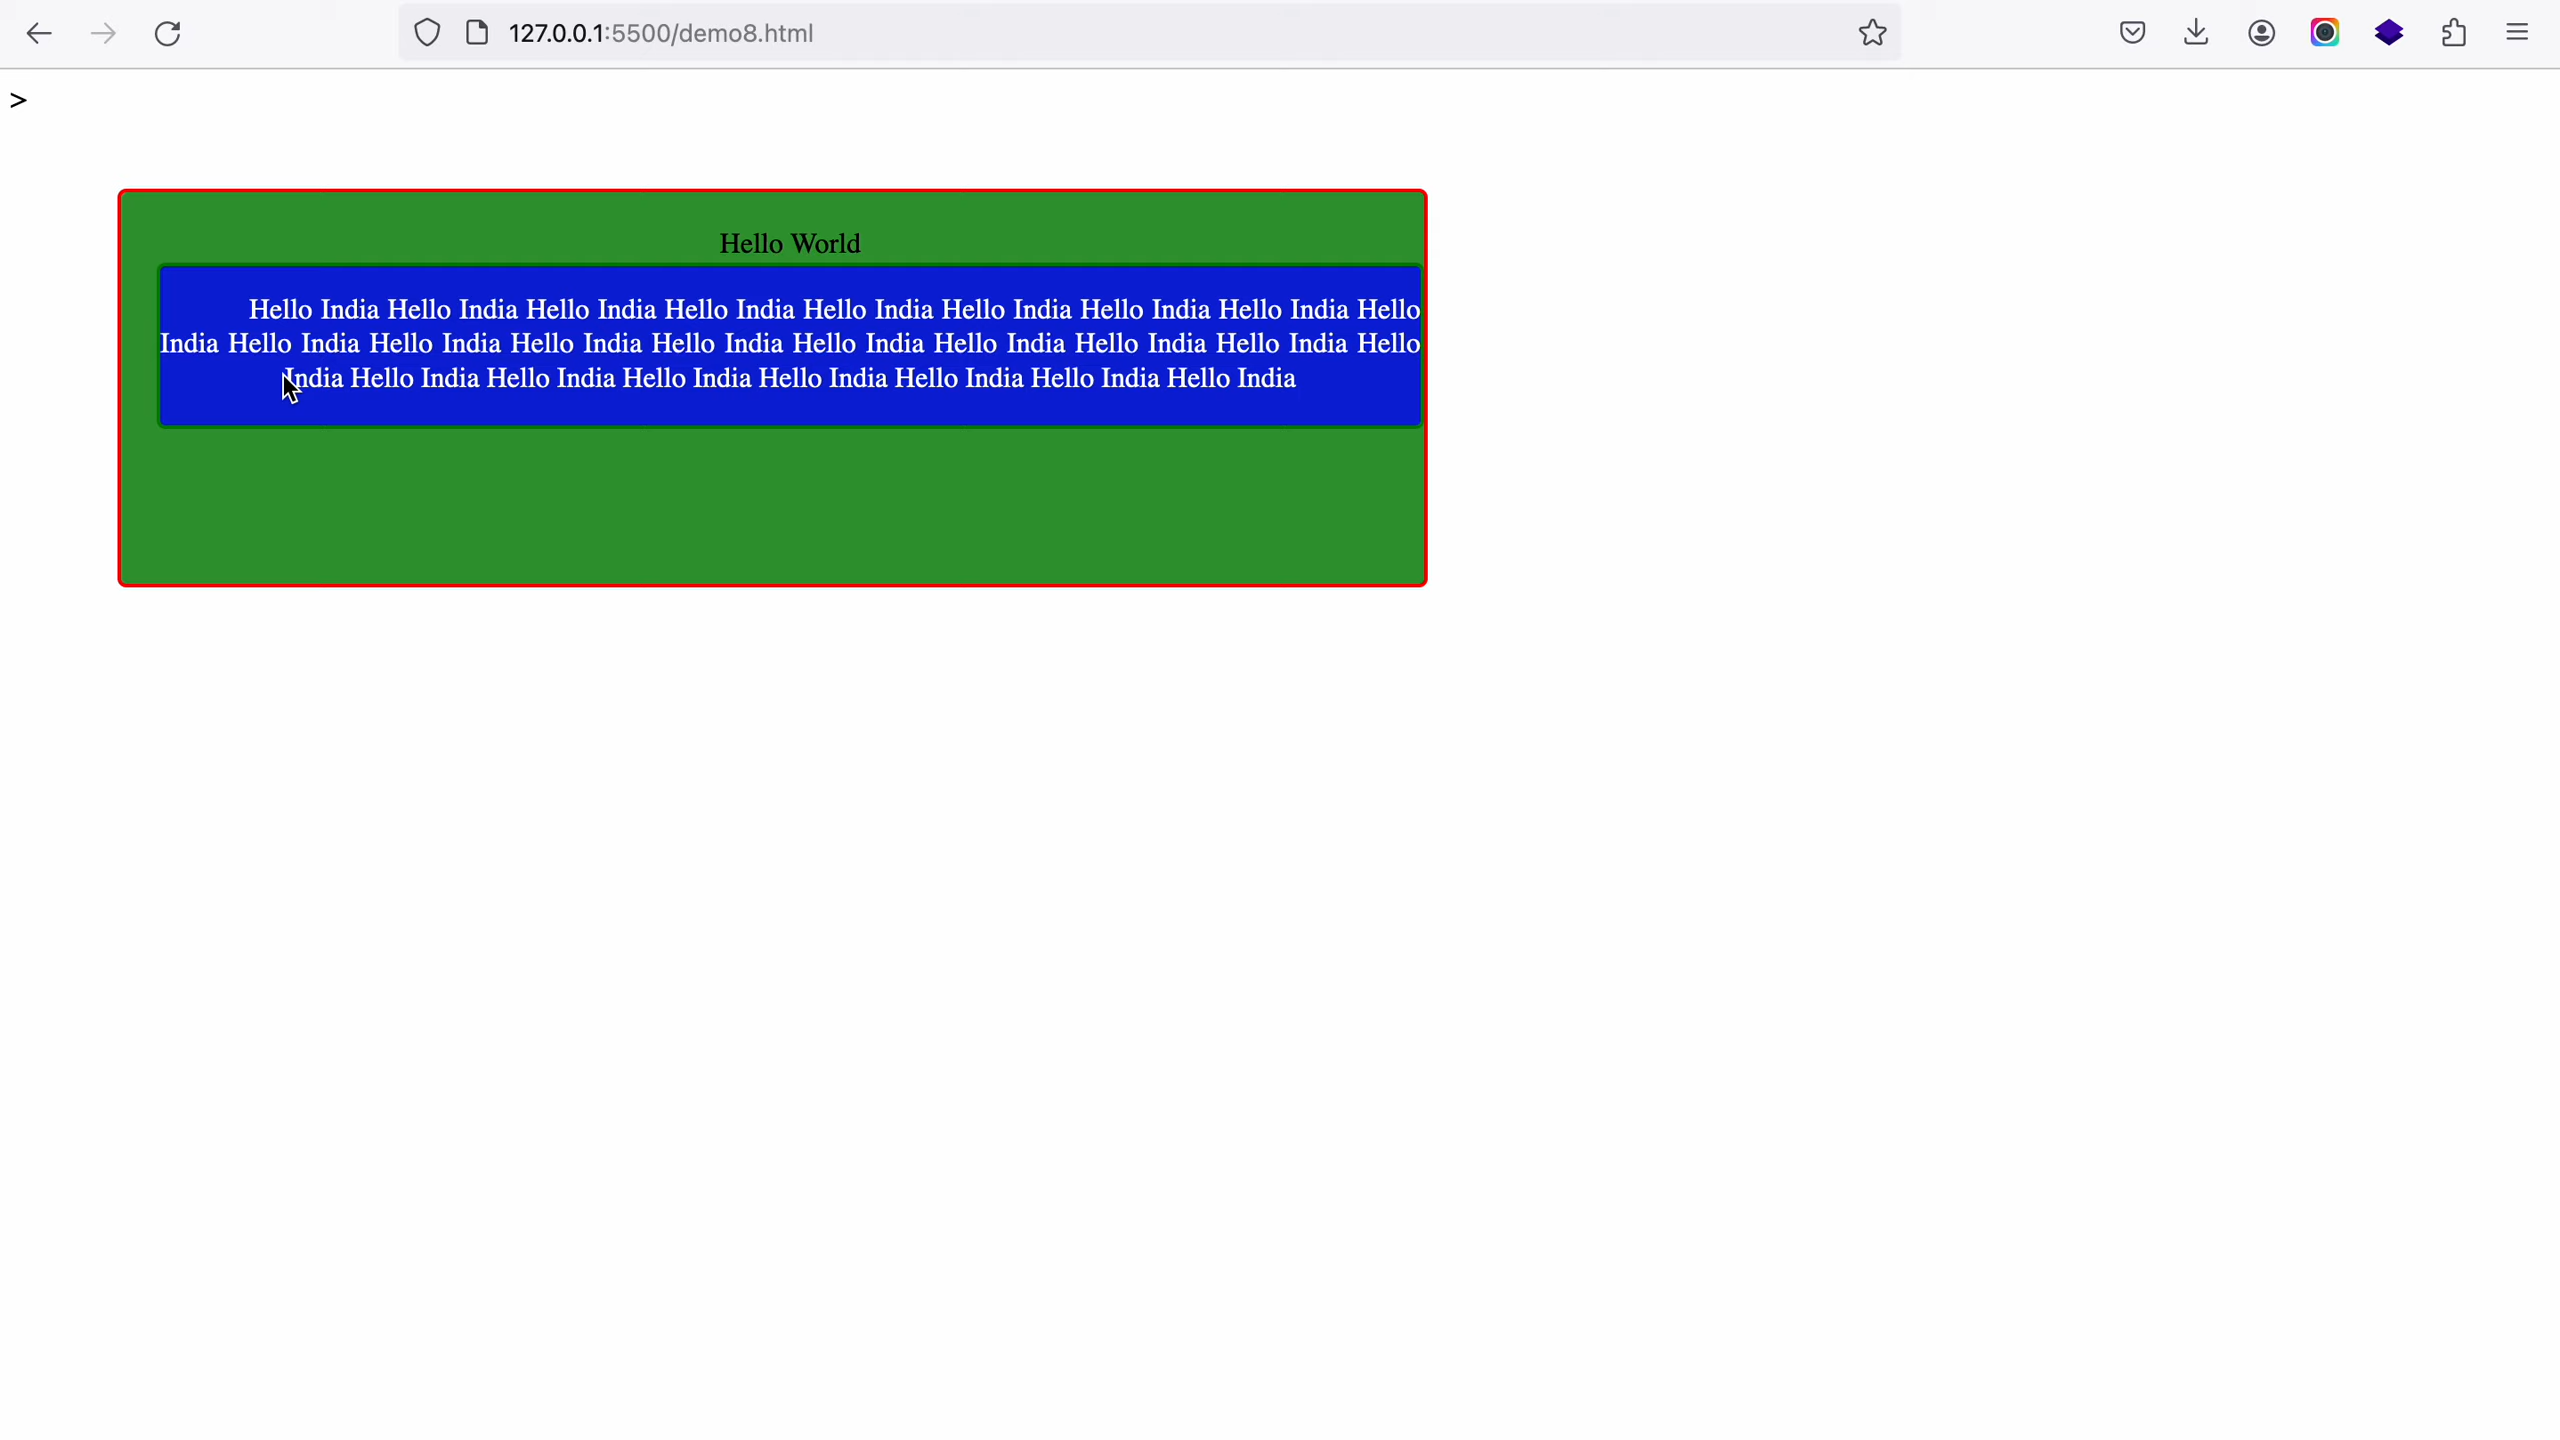 127.0.0.1:5500/demo8.html
>
Hello World
Hello India Hello India Hello India Hello India Hello India Hello India Hello India Hello India Hello
India Hello India Hello India Hello India Hello India Hello India Hello India Hello India Hello India Hello
India Hello India Hello India Hello India Hello India Hello India Hello India Hello India